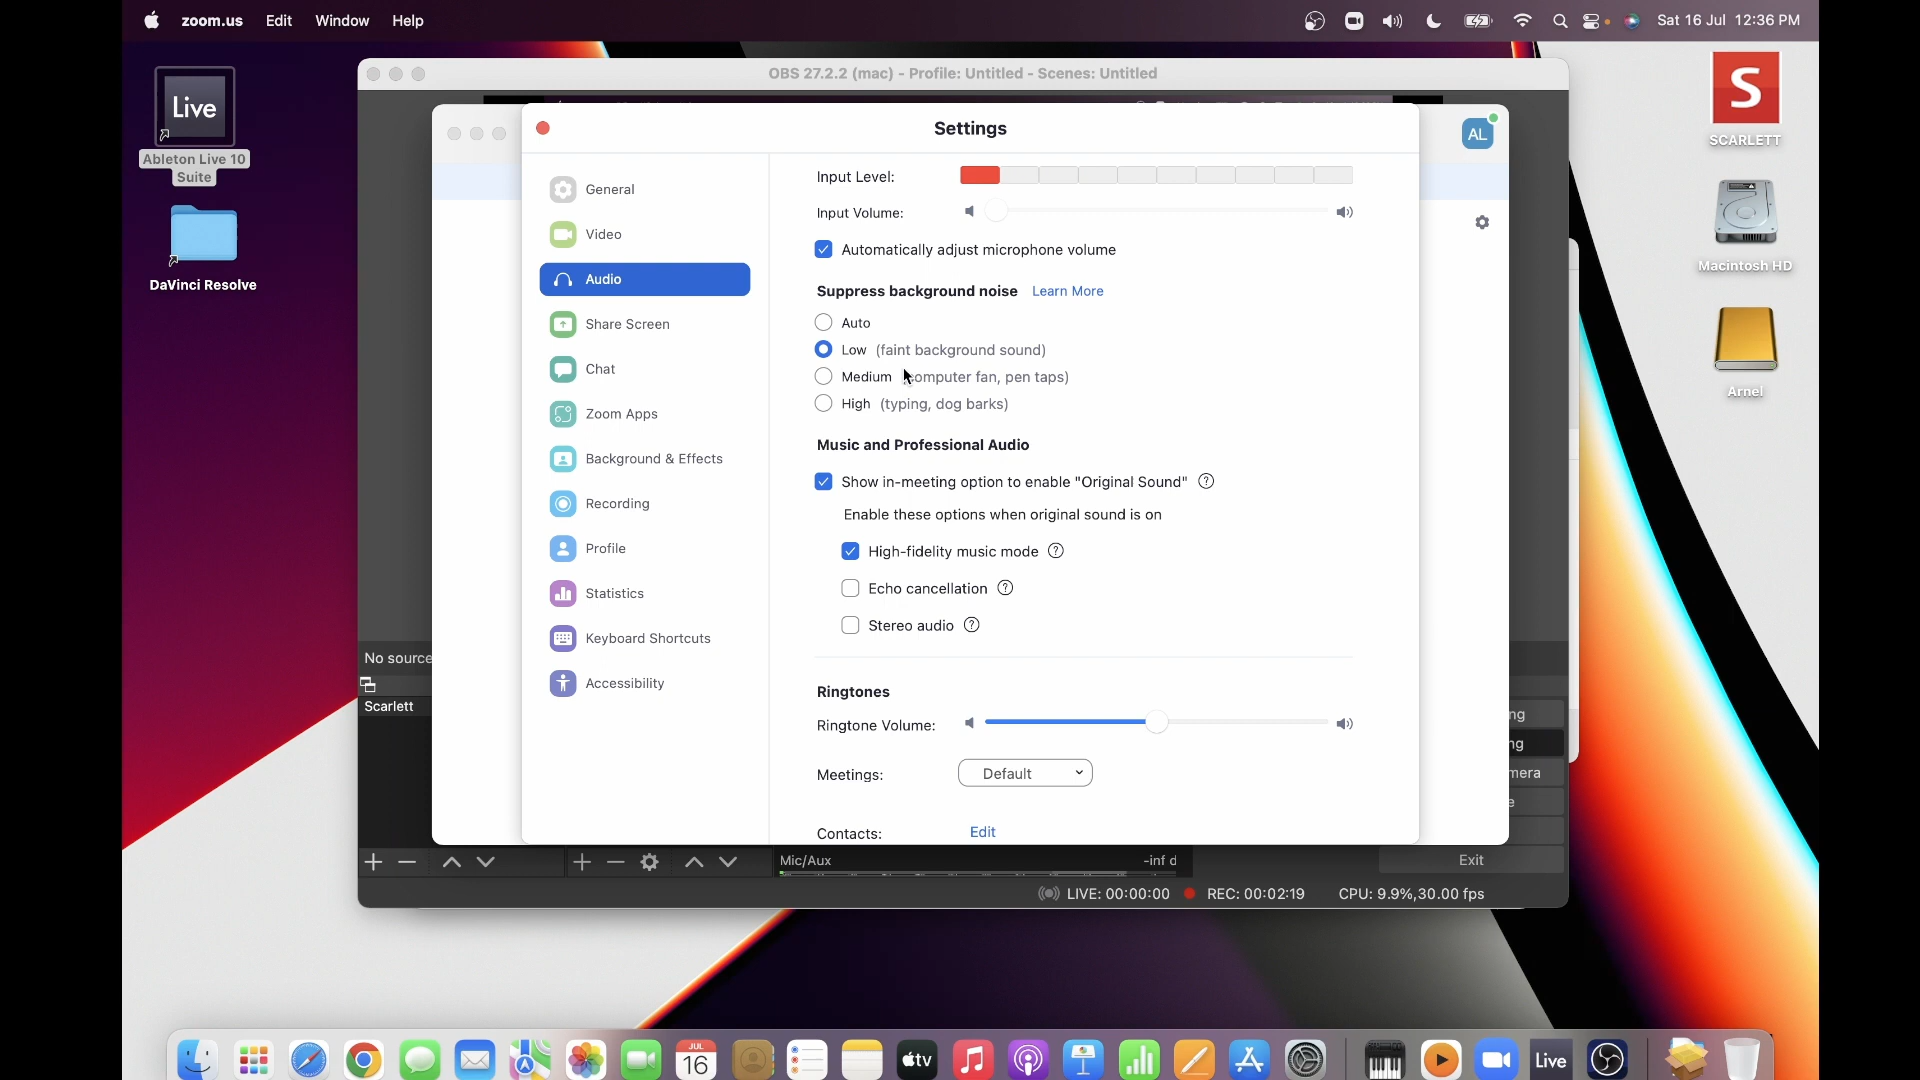 zoom.us Edit Window Help
Sat 16 Jul 12:36 PM
OBS 27.2.2 (mac) - Profile: Untitled - Scenes: Untitled
Live
Ableton Live 10
Suite
DaVinci Resolve
S
SCARLETT
Macintosh HD
Arnel
AL
Settings
General
Video
Audio
Share Screen
Chat
Zoom Apps
Background & Effects
Recording
Profile
Statistics
Keyboard Shortcuts
Accessibility
Input Level:
Input Volume:
Automatically adjust microphone volume
Suppress background noise Learn More
Auto
Low (faint background sound)
Medium computer fan, pen taps)
High (typing, dog barks)
Music and Professional Audio
Show in-meeting option to enable "Original Sound"
Enable these options when original sound is on
High-fidelity music mode
Echo cancellation
Stereo audio
Ringtones
Ringtone Volume:
Meetings: Default
Contacts: Edit
No source
Scarlett
ng
ng
mera
e
Exit
Mic/Aux -inf d
LIVE: 00:00:00 REC: 00:02:19 CPU: 9.9%,30.00 fps
JUL
16
tv
Live